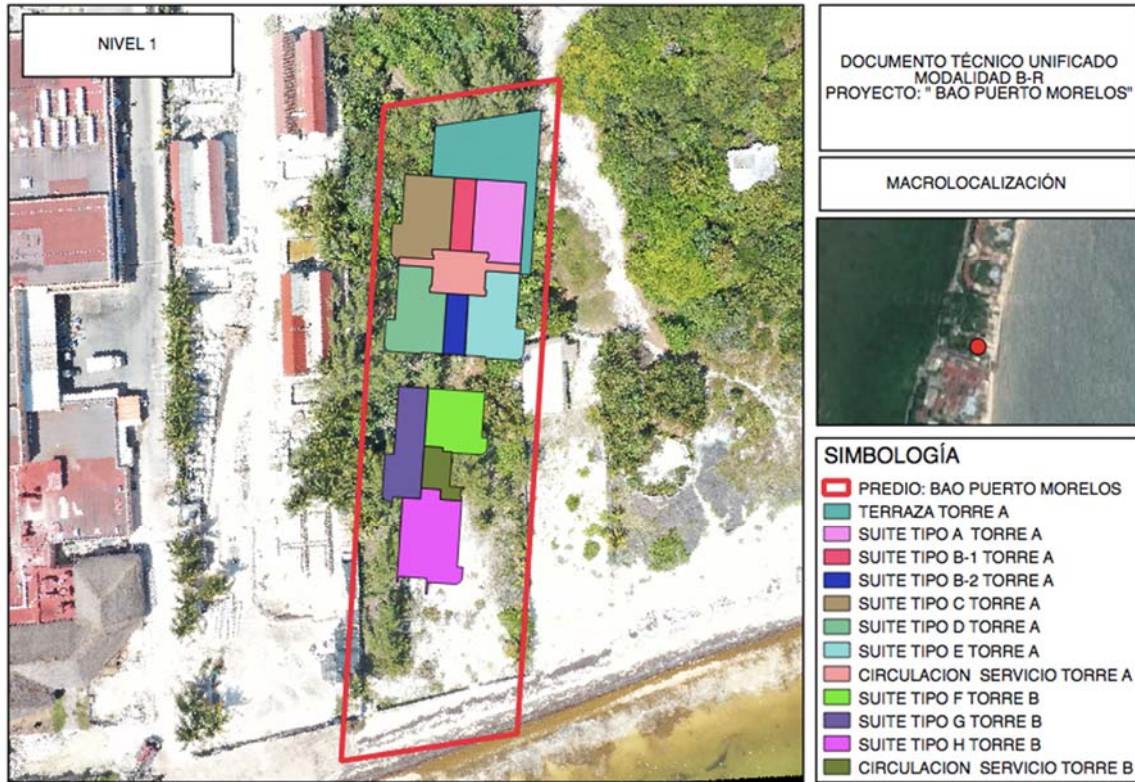 NIVEL 1
DOCUMENTO TÉCNICO UNIFICADO
MODALIDAD B-R
PROYECTO: " BAO PUERTO MORELOS"
MACROLOCALIZACIÓN
SIMBOLOGÍA
PREDIO: BAO PUERTO MORELOS
TERRAZA TORRE A
SUITE TIPO A TORRE A
SUITE TIPO B-1 TORRE A
SUITE TIPO B-2 TORRE A
SUITE TIPO C TORRE A
SUITE TIPO D TORRE A
SUITE TIPO E TORRE A
CIRCULACION SERVICIO TORRE A
SUITE TIPO F TORRE B
SUITE TIPO G TORRE B
SUITE TIPO H TORRE B
CIRCULACION SERVICIO TORRE B